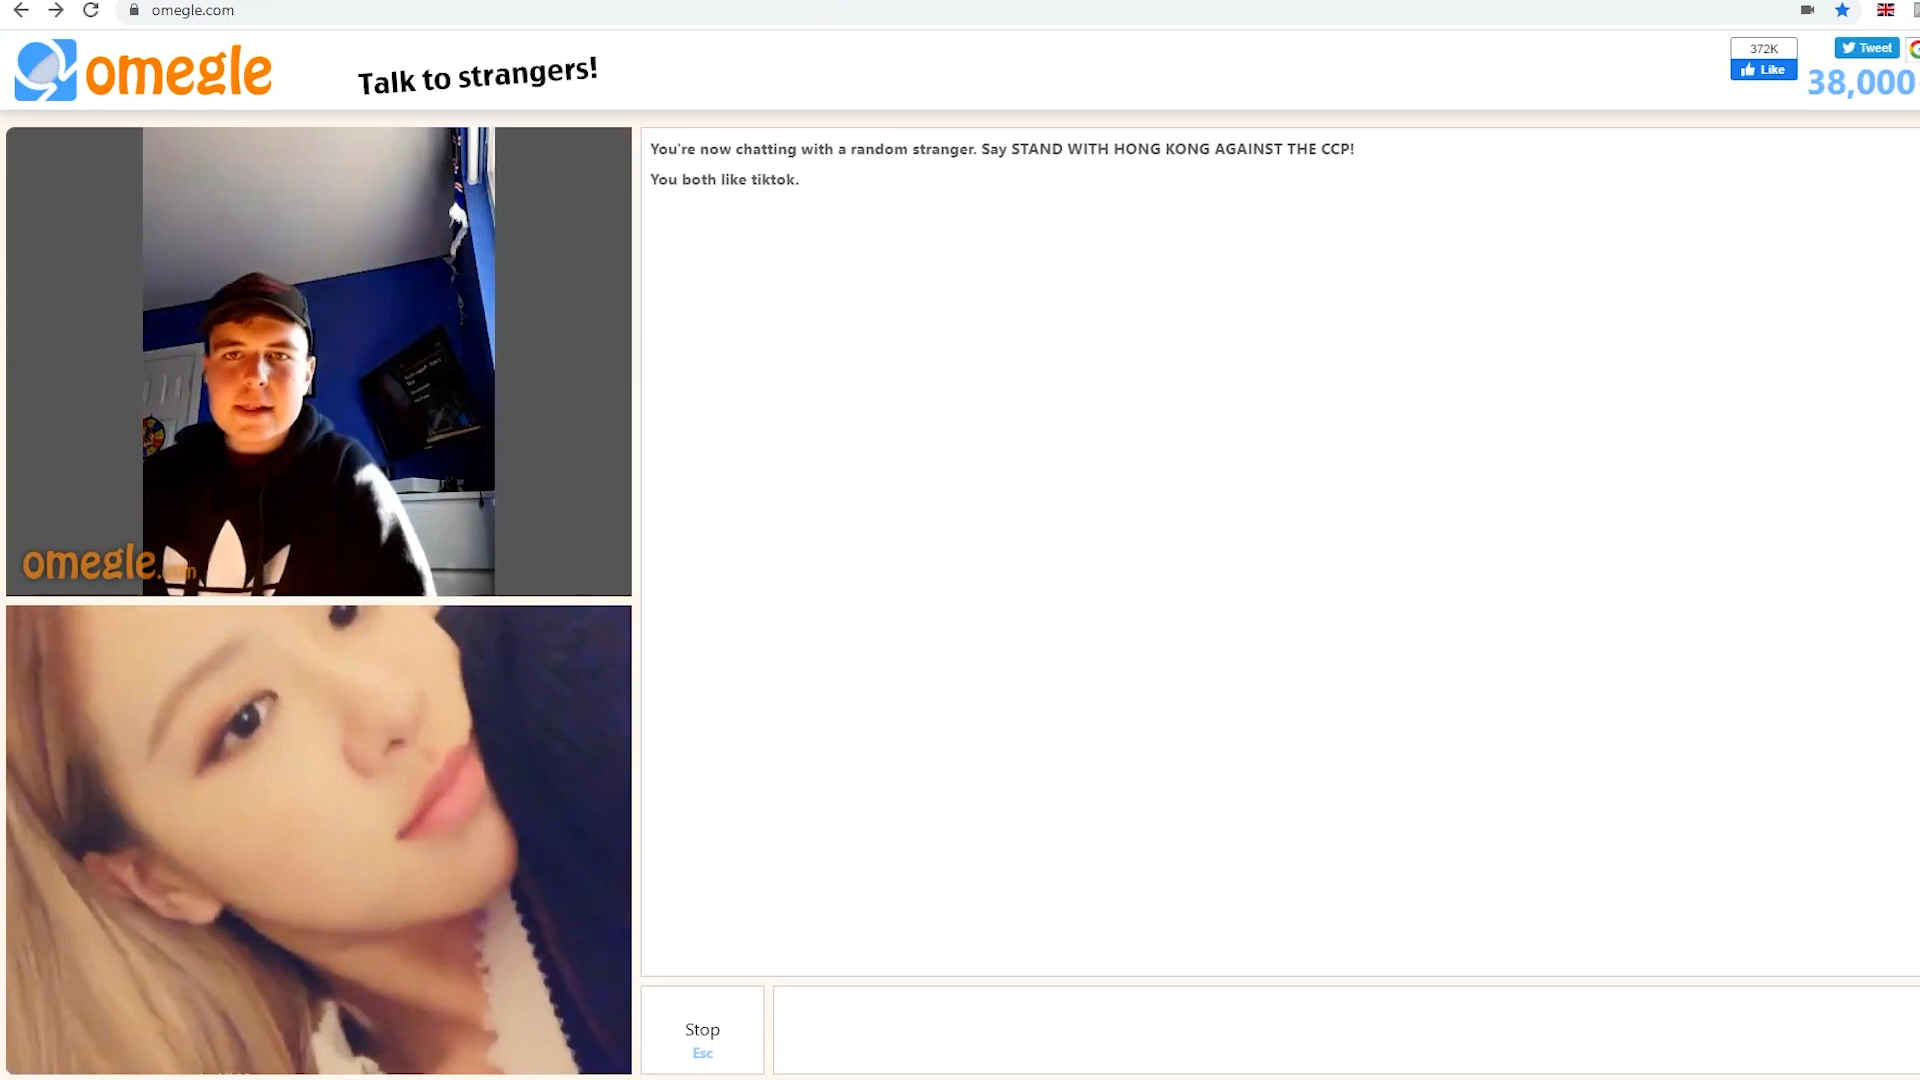 omegle.com
omegle
Talk to strangers!
372K
Like
Tweet
38,000
You're now chatting with a random stranger. Say STAND WITH HONG KONG AGAINST THE CCP!
You both like tiktok.
omegle
Stop
Esc